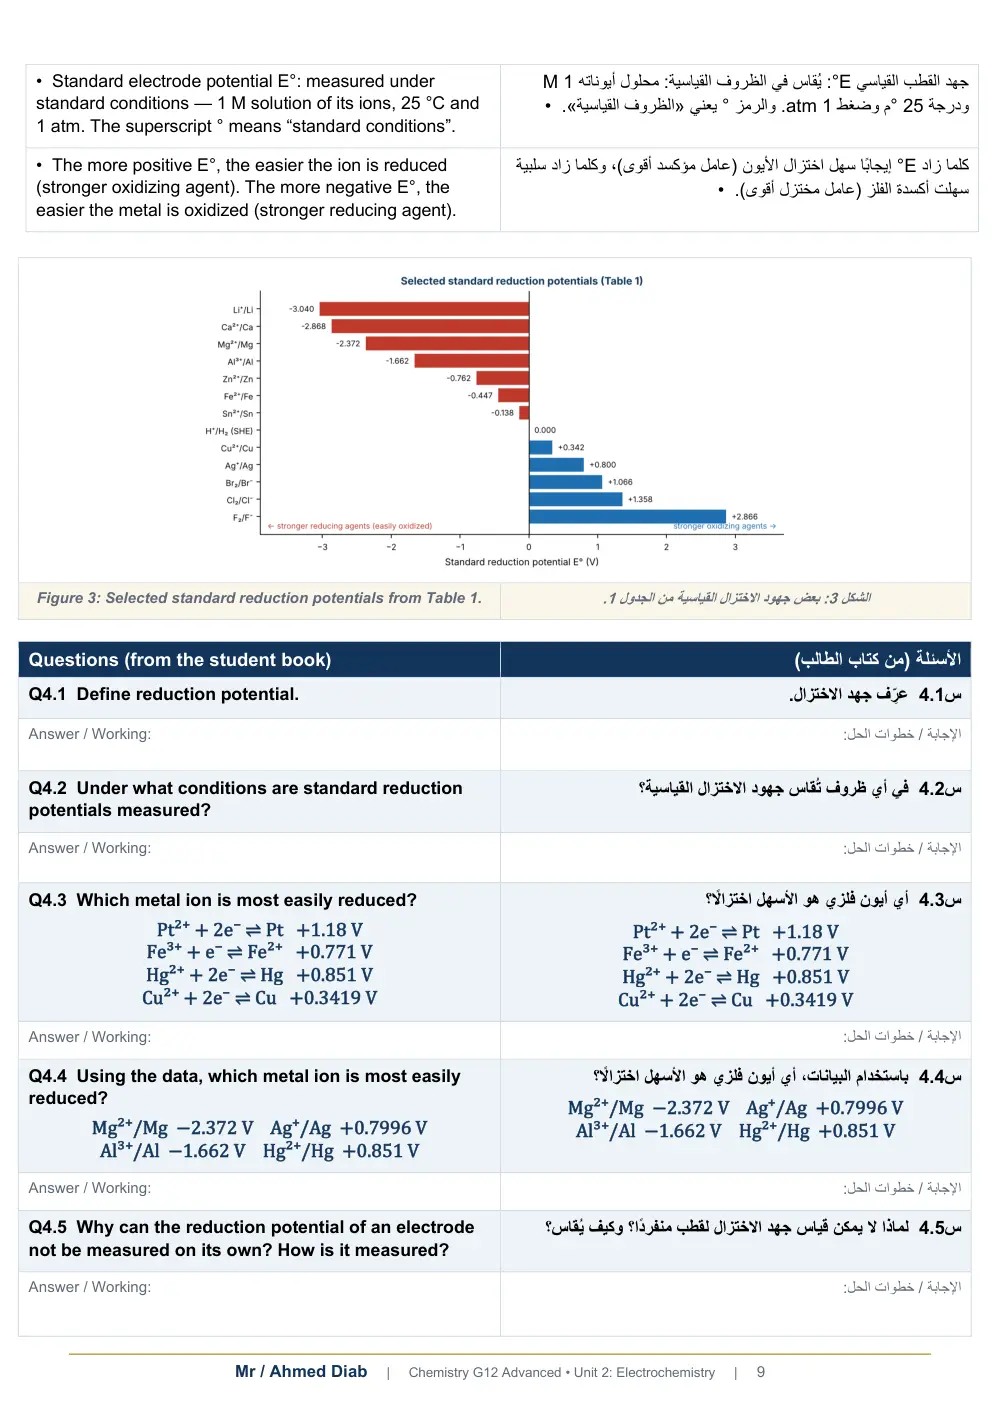 • Standard electrode potential E°: measured under
standard conditions — 1 M solution of its ions, 25 °C and
1 atm. The superscript ° means “standard conditions”.
جهد القطب القياسي E°: يُقاس في الظروف القياسية: محلول أيوناته 1 M
ودرجة 25 °م وضغط 1 atm. والرمز ° يعني «الظروف القياسية». •
• The more positive E°, the easier the ion is reduced
(stronger oxidizing agent). The more negative E°, the
easier the metal is oxidized (stronger reducing agent).
كلما زاد E° إيجابًا سهل اختزال الأيون (عامل مؤكسد أقوى)، وكلما زاد سلبية
سهلت أكسدة الفلز (عامل مختزل أقوى). •
Selected standard reduction potentials (Table 1)
Li⁺/Li -3.040
Ca²⁺/Ca -2.868
Mg²⁺/Mg -2.372
Al³⁺/Al -1.662
Zn²⁺/Zn -0.762
Fe²⁺/Fe -0.447
Sn²⁺/Sn -0.138
H⁺/H₂ (SHE) 0.000
Cu²⁺/Cu +0.342
Ag⁺/Ag +0.800
Br₂/Br⁻ +1.066
Cl₂/Cl⁻ +1.358
F₂/F⁻ +2.866
← stronger reducing agents (easily oxidized) stronger oxidizing agents →
−3 −2 −1 0 1 2 3
Standard reduction potential E° (V)
Figure 3: Selected standard reduction potentials from Table 1.
الشكل 3: بعض جهود الاختزال القياسية من الجدول 1.
Questions (from the student book)
الأسئلة (من كتاب الطالب)
Q4.1 Define reduction potential.
س4.1 عرّف جهد الاختزال.
Answer / Working:
الإجابة / خطوات الحل:
Q4.2 Under what conditions are standard reduction
potentials measured?
س4.2 في أي ظروف تُقاس جهود الاختزال القياسية؟
Answer / Working:
الإجابة / خطوات الحل:
Q4.3 Which metal ion is most easily reduced?
Pt²⁺ + 2e⁻ ⇌ Pt +1.18 V
Fe³⁺ + e⁻ ⇌ Fe²⁺ +0.771 V
Hg²⁺ + 2e⁻ ⇌ Hg +0.851 V
Cu²⁺ + 2e⁻ ⇌ Cu +0.3419 V
س4.3 أي أيون فلزي هو الأسهل اختزالًا؟
Pt²⁺ + 2e⁻ ⇌ Pt +1.18 V
Fe³⁺ + e⁻ ⇌ Fe²⁺ +0.771 V
Hg²⁺ + 2e⁻ ⇌ Hg +0.851 V
Cu²⁺ + 2e⁻ ⇌ Cu +0.3419 V
Answer / Working:
الإجابة / خطوات الحل:
Q4.4 Using the data, which metal ion is most easily
reduced?
Mg²⁺/Mg −2.372 V Ag⁺/Ag +0.7996 V
Al³⁺/Al −1.662 V Hg²⁺/Hg +0.851 V
س4.4 باستخدام البيانات، أي أيون فلزي هو الأسهل اختزالًا؟
Mg²⁺/Mg −2.372 V Ag⁺/Ag +0.7996 V
Al³⁺/Al −1.662 V Hg²⁺/Hg +0.851 V
Answer / Working:
الإجابة / خطوات الحل:
Q4.5 Why can the reduction potential of an electrode
not be measured on its own? How is it measured?
س4.5 لماذا لا يمكن قياس جهد الاختزال لقطب منفردًا؟ وكيف يُقاس؟
Answer / Working:
الإجابة / خطوات الحل:
Mr / Ahmed Diab | Chemistry G12 Advanced • Unit 2: Electrochemistry | 9